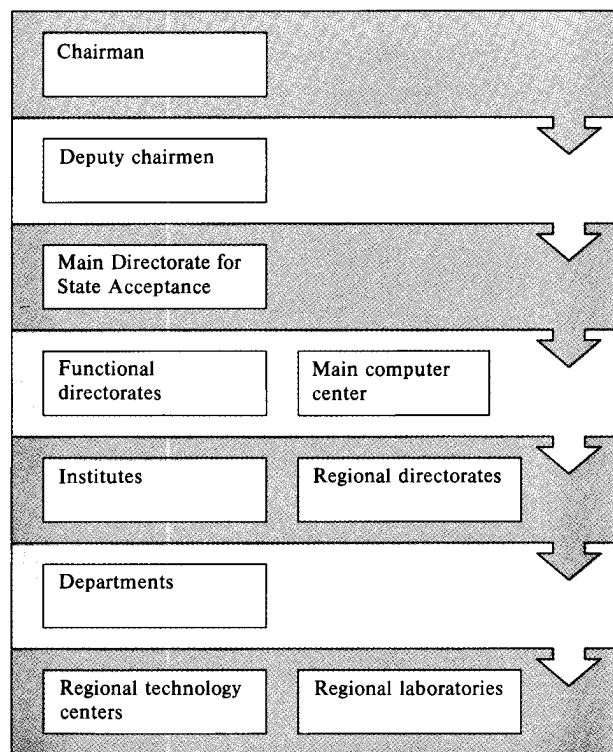 Chairman
Deputy chairmen
Main Directorate for
State Acceptance
Functional
directorates
Main computer
center
Institutes
Regional directorates
Departments
Regional technology
centers
Regional laboratories